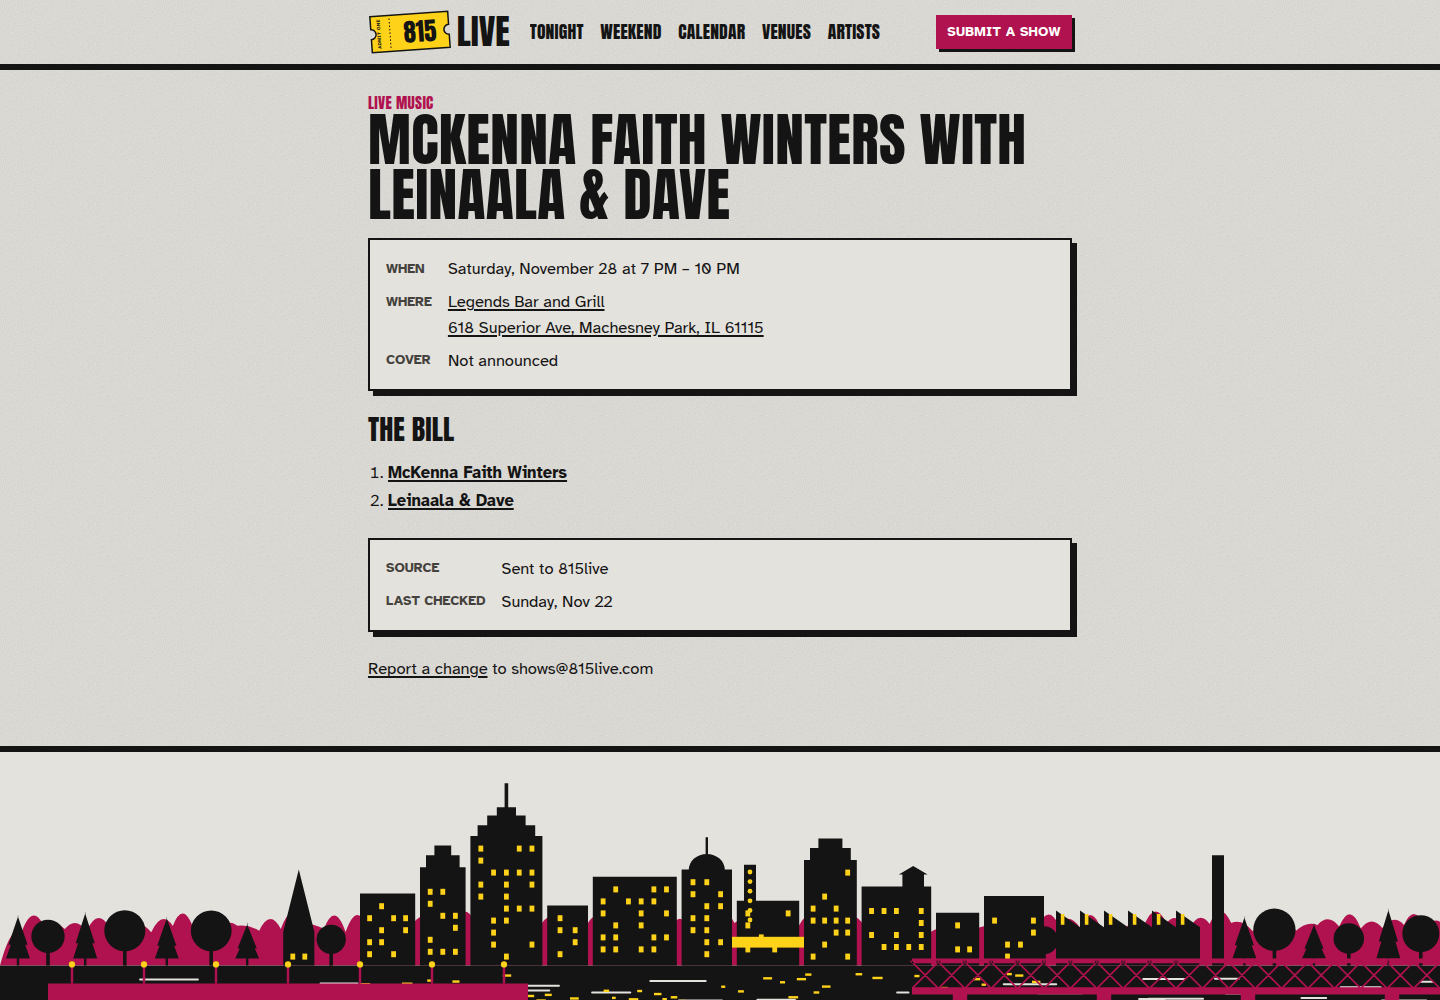 ADMIT ONE
815 LIVE TONIGHT WEEKEND CALENDAR VENUES ARTISTS SUBMIT A SHOW
LIVE MUSIC
MCKENNA FAITH WINTERS WITH
LEINAALA & DAVE
WHEN Saturday, November 28 at 7 PM – 10 PM
WHERE Legends Bar and Grill
618 Superior Ave, Machesney Park, IL 61115
COVER Not announced
THE BILL
1. McKenna Faith Winters
2. Leinaala & Dave
SOURCE Sent to 815live
LAST CHECKED Sunday, Nov 22
Report a change to shows@815live.com